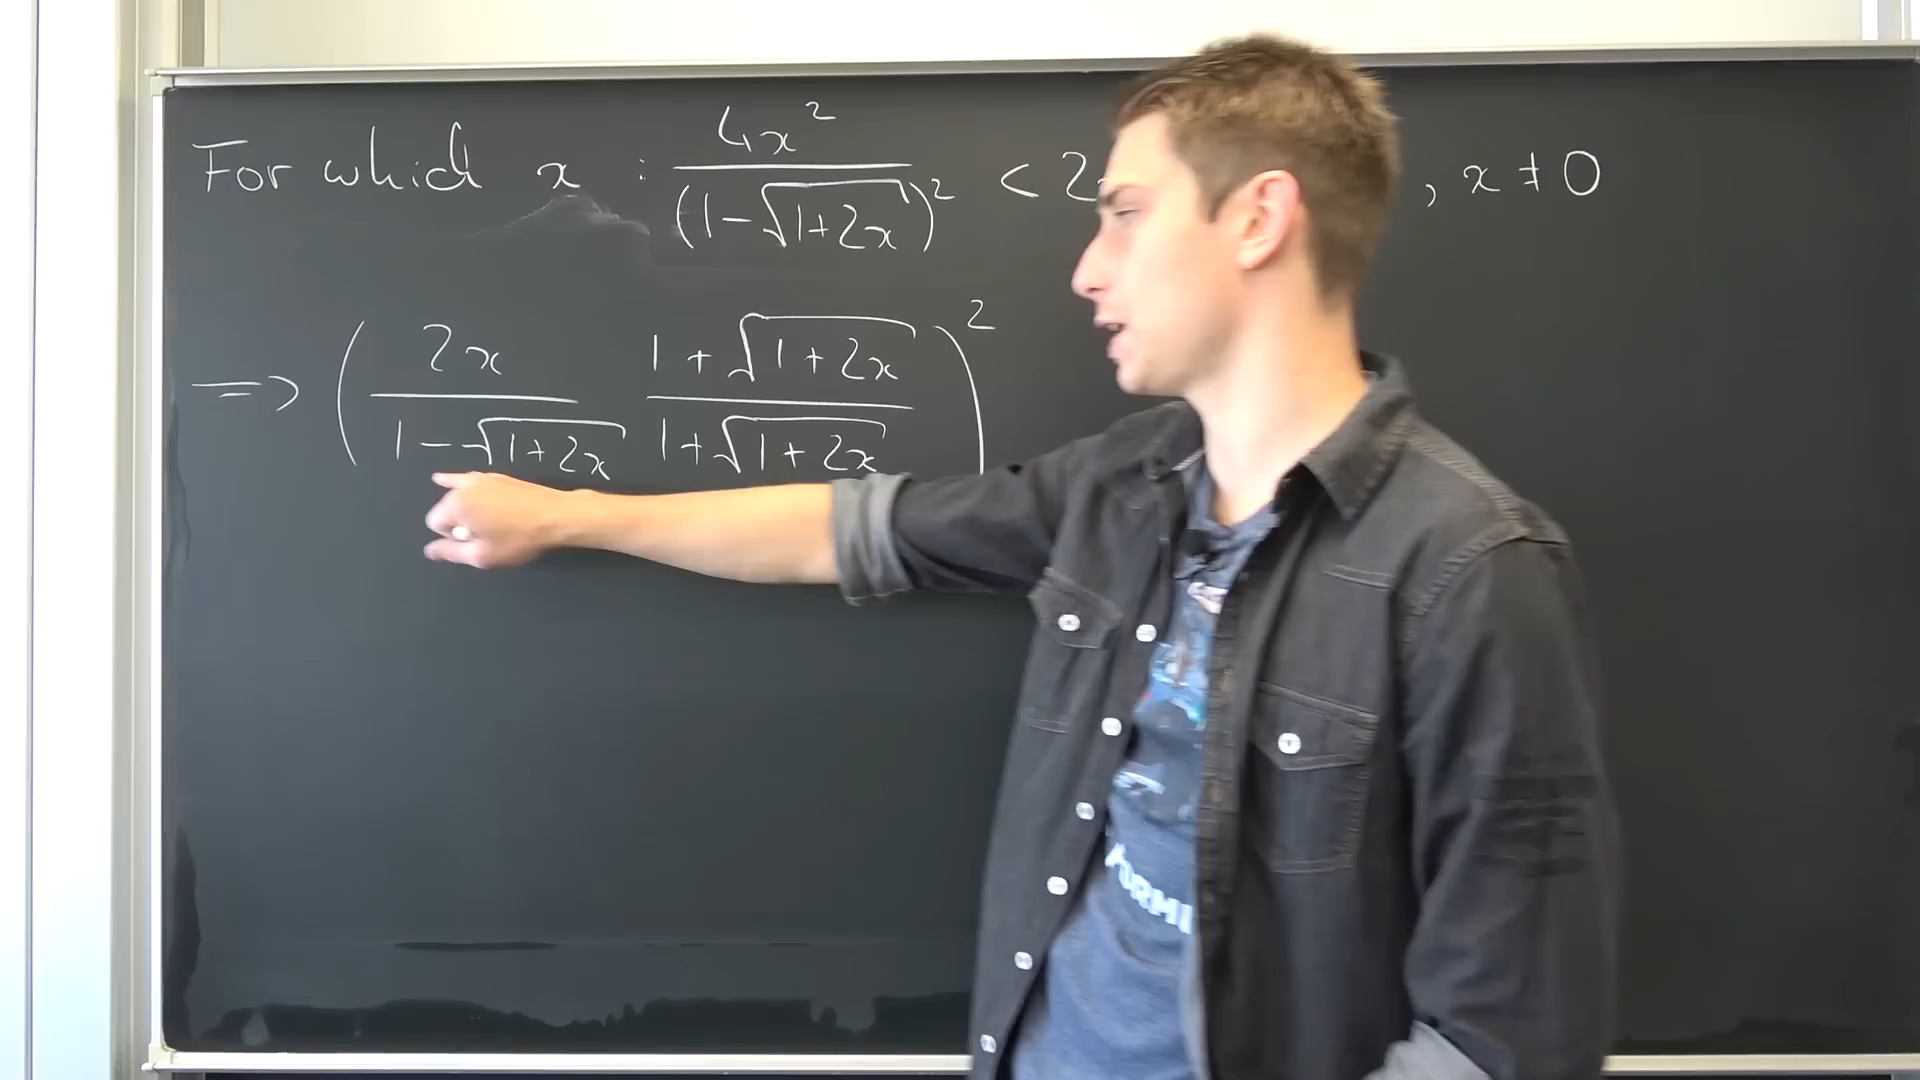 For which x : 4x² / (1-√(1+2x))² < 2 , x ≠ 0
=> ( 2x / (1-√(1+2x)) (1+√(1+2x)) / (1+√(1+2x)) )²